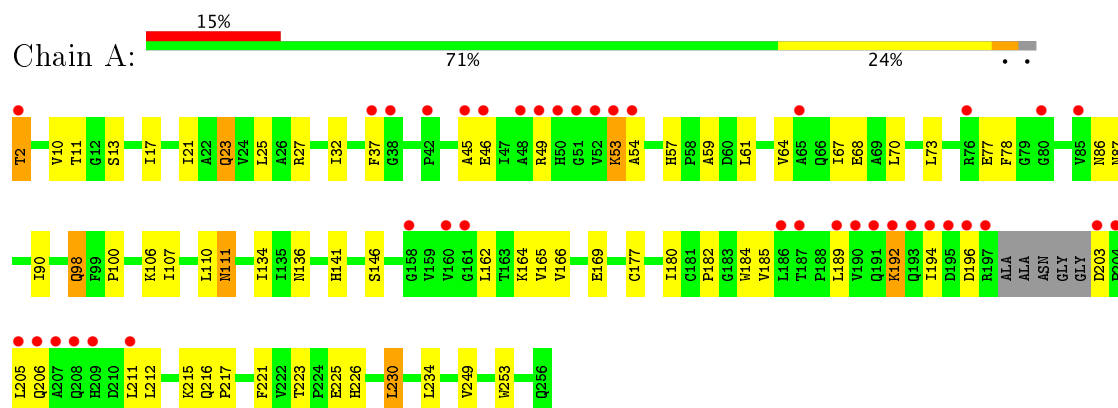 15%
Chain A:
71% 24% • •
T2 V10 T11 G12 S13 I17 I21 A22 Q23 V24 L25 A26 R27 I32 F37 G38 P42 A45 E46 I47 A48 R49 H50 G51 V52 K53 A54 H57 P58 A59 D60 L61 V64 A65 Q66 I67 E68 A69 L70 L73 R76 E77 F78 G79 G80 V85 N86 N87
I90 Q98 F99 P100 K106 I107 L110 N111 I134 I135 N136 H141 S146 G158 V159 V160 G161 L162 T163 K164 V165 V166 E169 C177 I180 C181 P182 G183 W184 V185 L186 T187 P188 L189 V190 Q191 K192 Q193 I194 D195 D196 R197 ALA ALA ASN GLY GLY D203 P204
L205 Q206 A207 Q208 H209 D210 L211 L212 K215 Q216 P217 F221 V222 T223 P224 E225 H226 L230 L234 V249 W253 Q256